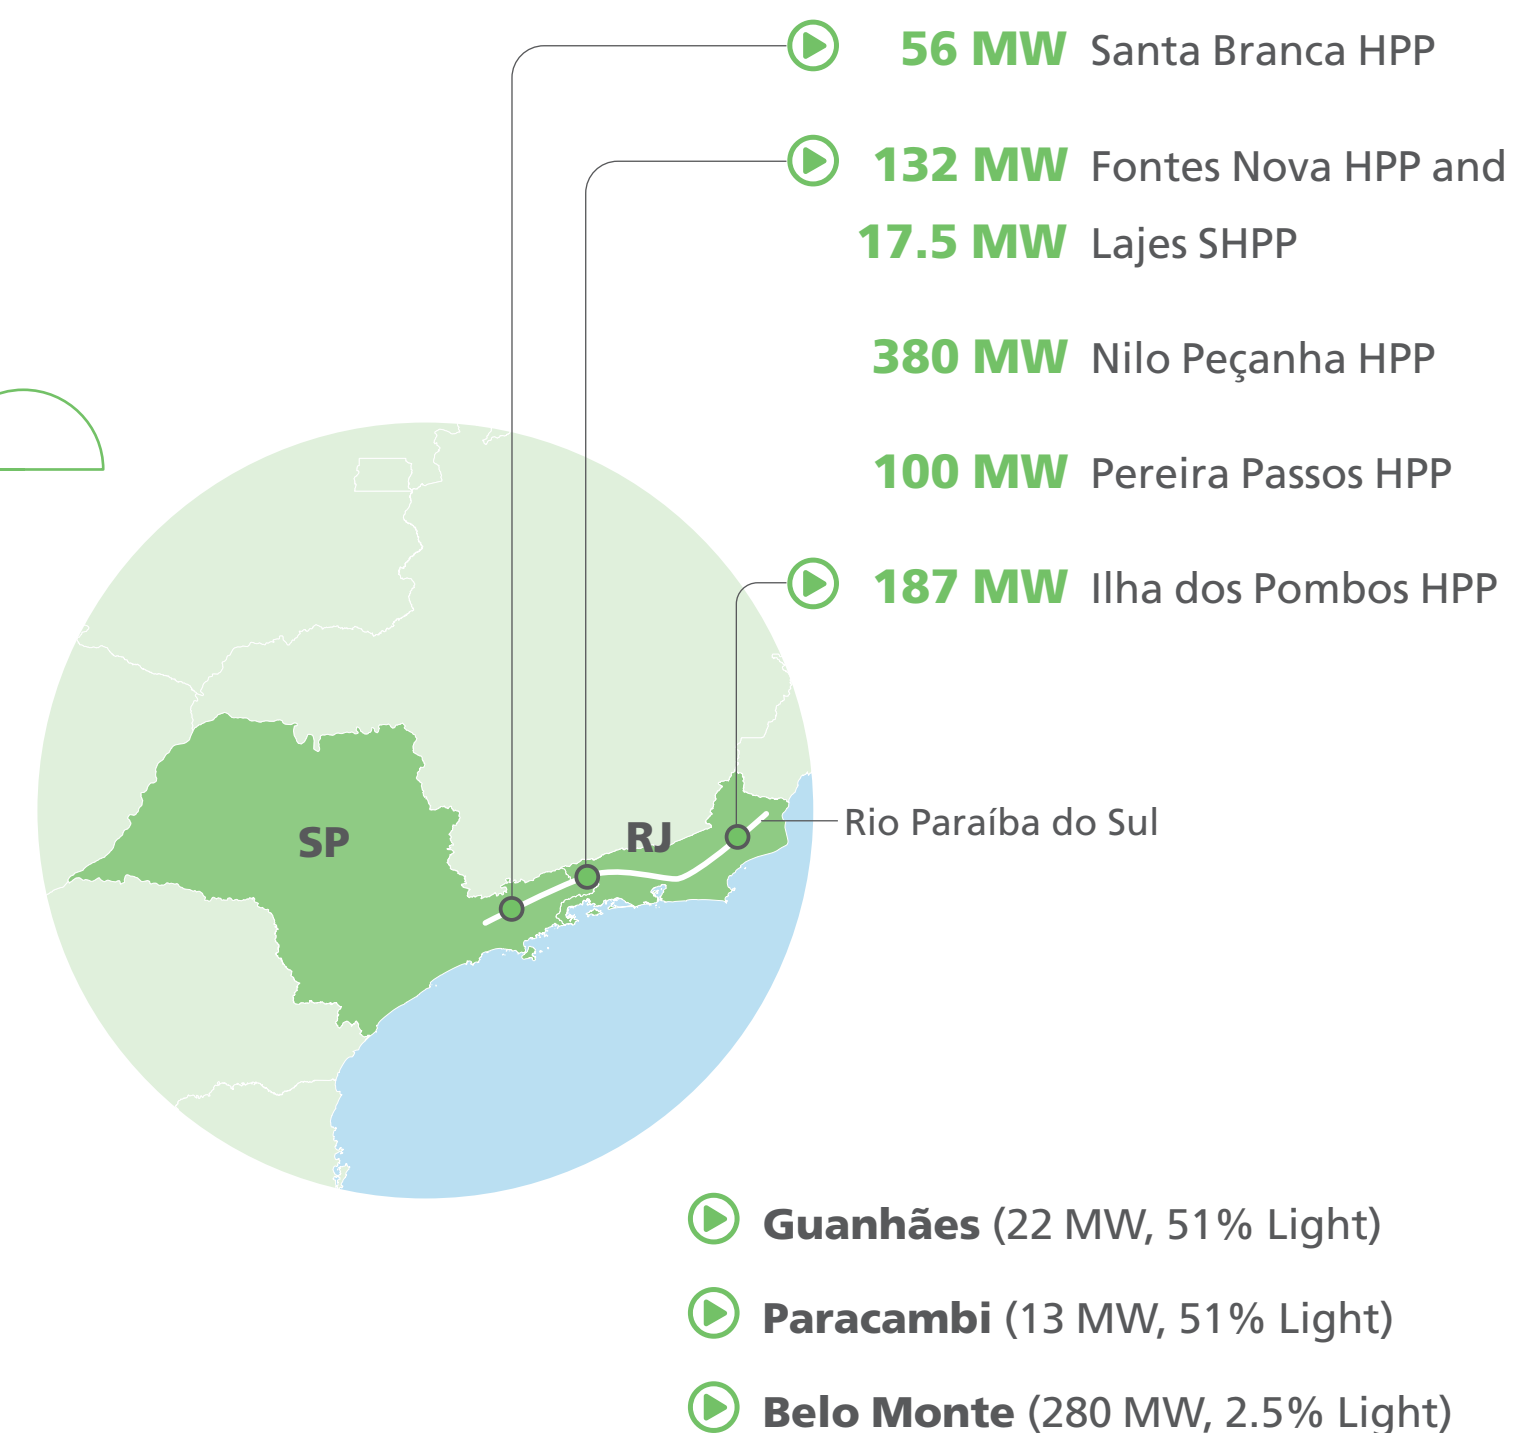 56 MW Santa Branca HPP
132 MW Fontes Nova HPP and
17.5 MW Lajes SHPP
380 MW Nilo Peçanha HPP
100 MW Pereira Passos HPP
187 MW Ilha dos Pombos HPP
SP
RJ
Rio Paraíba do Sul
Guanhães (22 MW, 51% Light)
Paracambi (13 MW, 51% Light)
Belo Monte (280 MW, 2.5% Light)